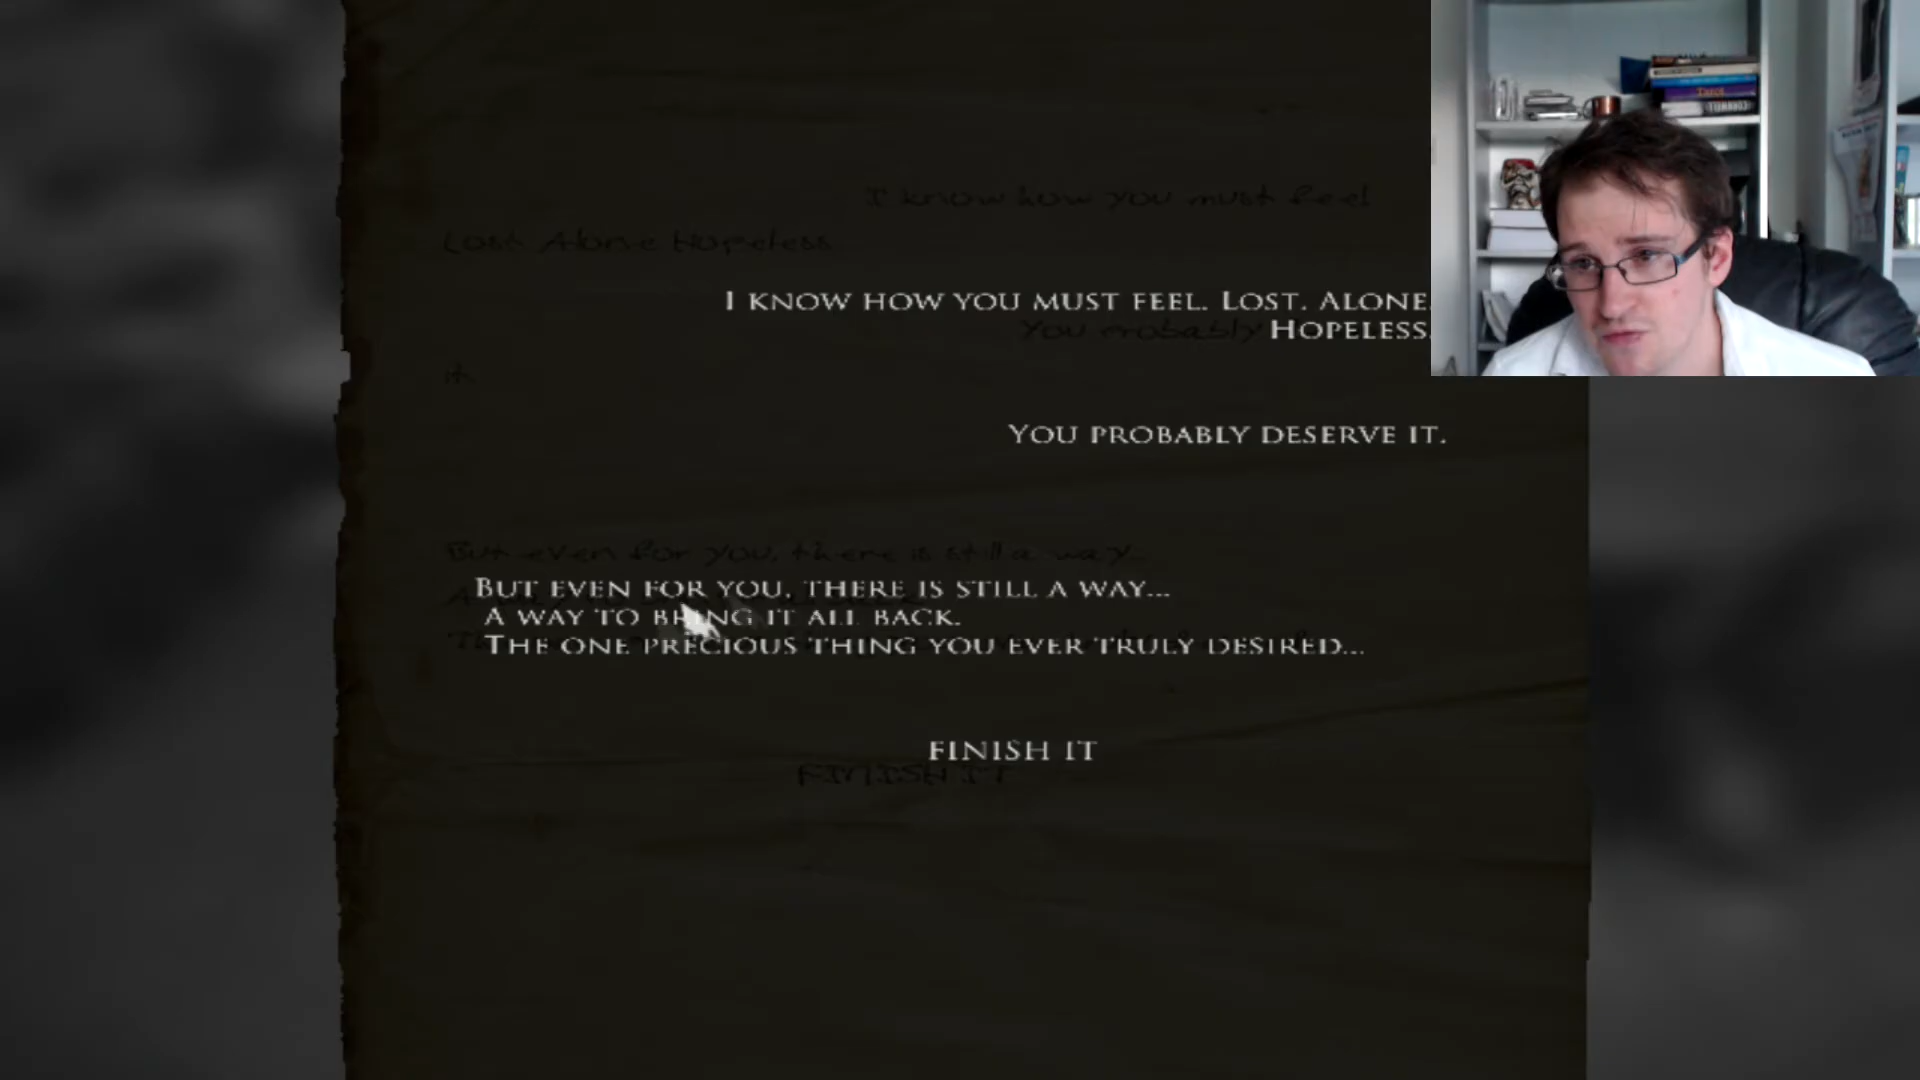 I know how you must feel
Lost Alone Hopeless
I KNOW HOW YOU MUST FEEL. LOST. ALONE.
You probably HOPELESS.
it
YOU PROBABLY DESERVE IT.
But even for you, there is still a way
BUT EVEN FOR YOU, THERE IS STILL A WAY...
A WAY TO BRING IT ALL BACK.
THE ONE PRECIOUS THING YOU EVER TRULY DESIRED...
FINISH IT
FINISH IT
Tarot